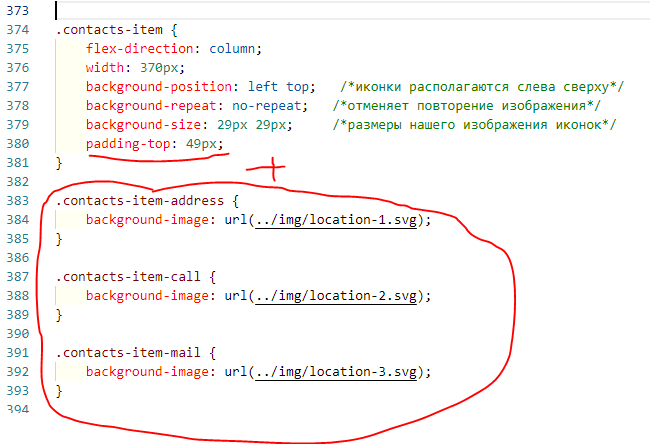 373
374 .contacts-item {
375 flex-direction: column;
376 width: 370px;
377 background-position: left top; /*иконки располагаются слева сверху*/
378 background-repeat: no-repeat; /*отменяет повторение изображения*/
379 background-size: 29px 29px; /*размеры нашего изображения иконок*/
380 padding-top: 49px;
381 }
382
383 .contacts-item-address {
384 background-image: url(../img/location-1.svg);
385 }
386
387 .contacts-item-call {
388 background-image: url(../img/location-2.svg);
389 }
390
391 .contacts-item-mail {
392 background-image: url(../img/location-3.svg);
393 }
394